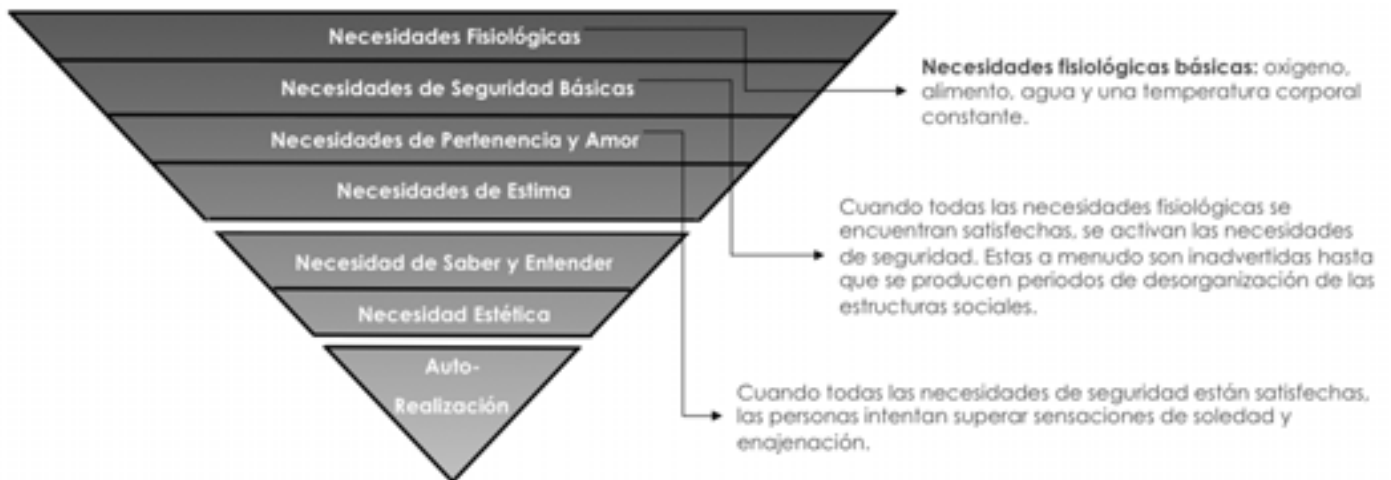 Necesidades Fisiológicas
Necesidades de Seguridad Básicas
Necesidades de Pertenencia y Amor
Necesidades de Estima
Necesidad de Saber y Entender
Necesidad Estética
Auto-
Realización
Necesidades fisiológicas básicas: oxigeno,
alimento, agua y una temperatura corporal
constante.
Cuando todas las necesidades fisiológicas se
encuentran satisfechas, se activan las necesidades
de seguridad. Estas a menudo son inadvertidas hasta
que se producen periodos de desorganización de las
estructuras sociales.
Cuando todas las necesidades de seguridad están satisfechas,
las personas intentan superar sensaciones de soledad y
enajenación.